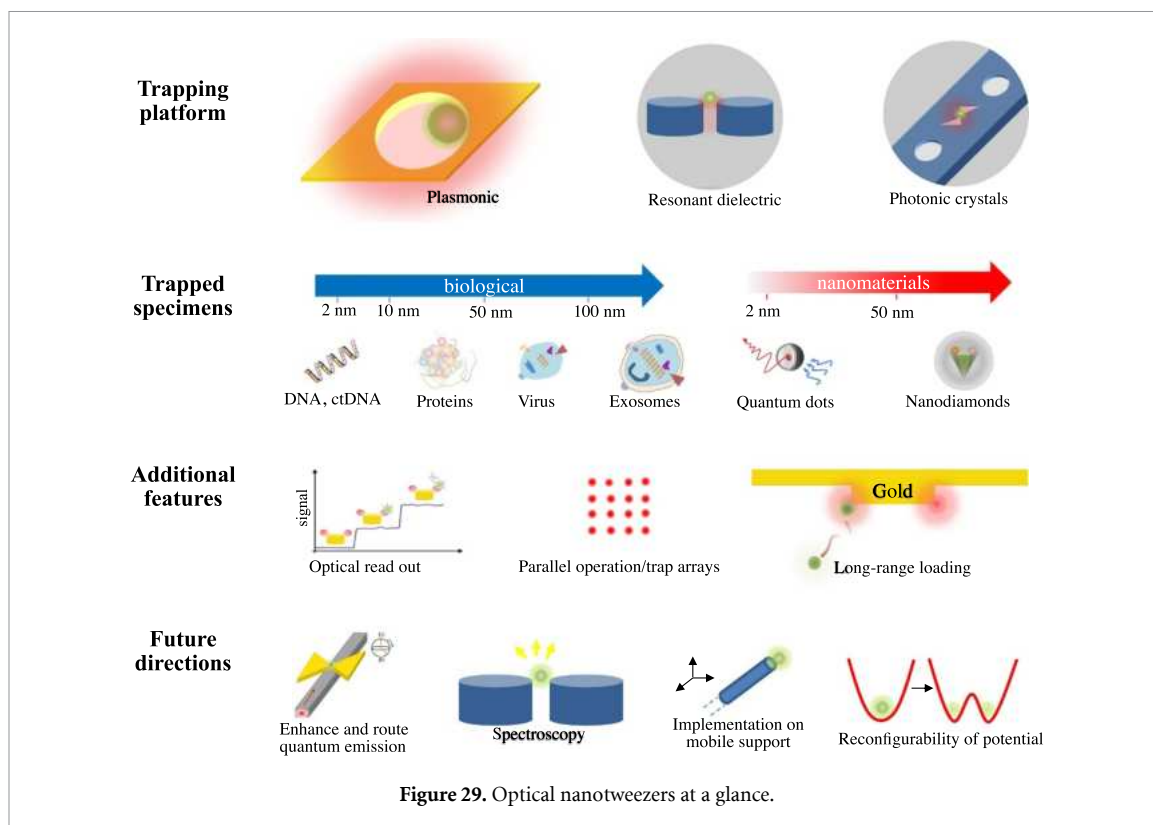 Trapping
platform
Plasmonic
Resonant dielectric
Photonic crystals
Trapped
specimens
biological
2 nm
10 nm
50 nm
100 nm
nanomaterials
2 nm
50 nm
DNA, ctDNA
Proteins
Virus
Exosomes
Quantum dots
Nanodiamonds
Additional
features
signal
Optical read out
Parallel operation/trap arrays
Gold
Long-range loading
Future
directions
Enhance and route
quantum emission
Spectroscopy
Implementation on
mobile support
Reconfigurability of potential
Figure 29. Optical nanotweezers at a glance.